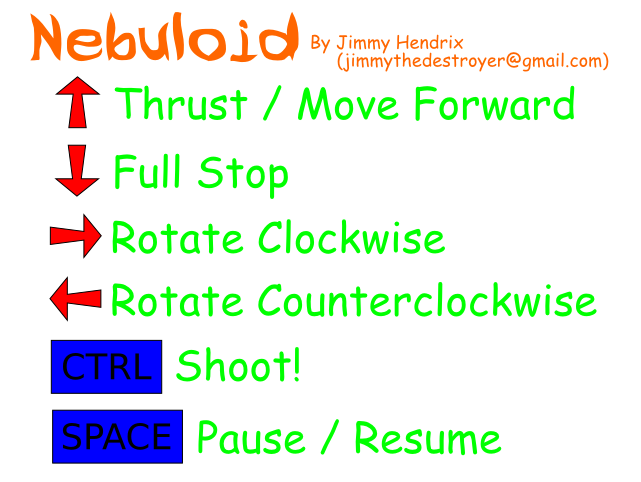 Nebuloid By Jimmy Hendrix
(jimmythedestroyer@gmail.com)
Thrust / Move Forward
Full Stop
Rotate Clockwise
Rotate Counterclockwise
CTRL Shoot!
SPACE Pause / Resume